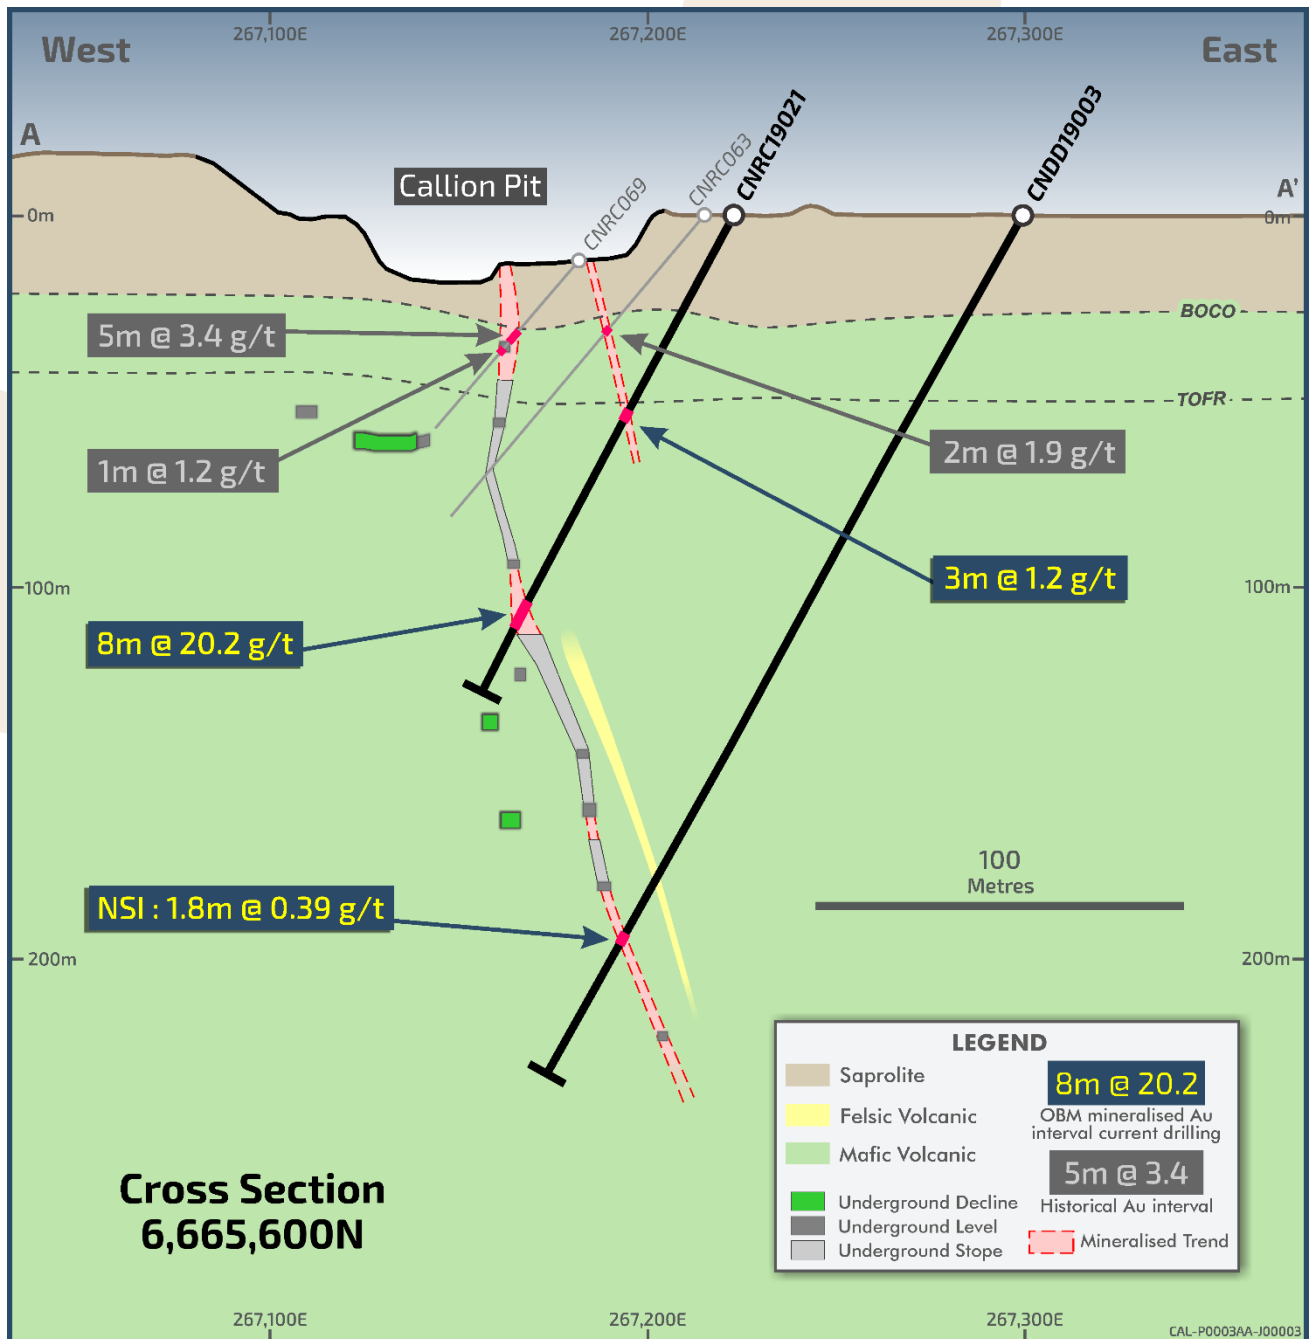 267,100E
267,200E
267,300E
West
East
A
A'
CNRC069
CNRC063
CNRC19021
CNDD19003
Callion Pit
0m
0m
BOCO
5m @ 3.4 g/t
TOFR
1m @ 1.2 g/t
2m @ 1.9 g/t
3m @ 1.2 g/t
100m
100m
8m @ 20.2 g/t
100
Metres
NSI : 1.8m @ 0.39 g/t
200m
200m
LEGEND
Saprolite
Felsic Volcanic
Mafic Volcanic
Underground Decline
Underground Level
Underground Stope
8m @ 20.2
OBM mineralised Au
interval current drilling
5m @ 3.4
Historical Au interval
Mineralised Trend
Cross Section
6,665,600N
267,100E
267,200E
267,300E
CAL-P0003AA-J00003